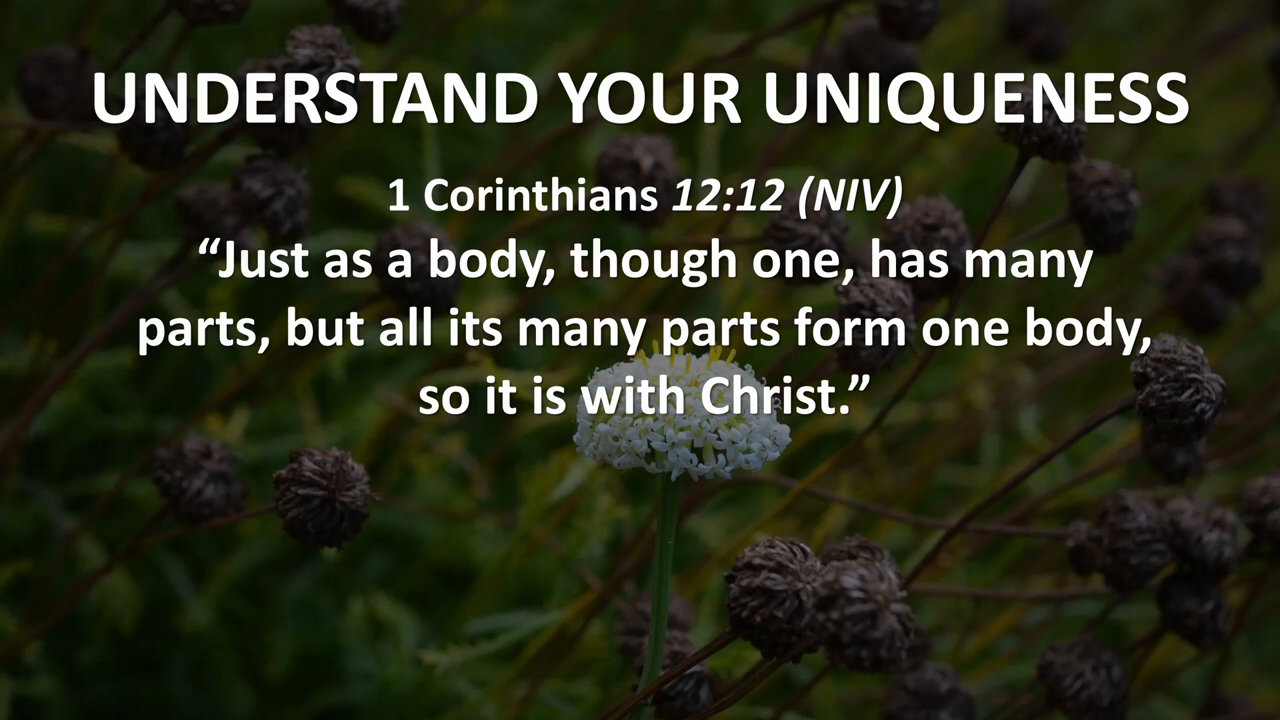 UNDERSTAND YOUR UNIQUENESS
1 Corinthians 12:12 (NIV)
“Just as a body, though one, has many
parts, but all its many parts form one body,
so it is with Christ.”